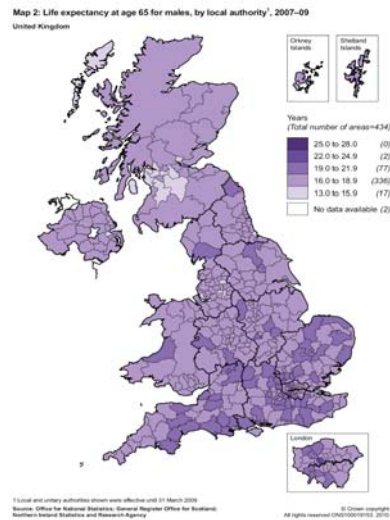 Map 2: Life expectancy at age 65 for males, by local authority¹, 2007–09
United Kingdom
Orkney
Islands
Shetland
Islands
Years
(Total number of areas=434)
25.0 to 28.0 (0)
22.0 to 24.9 (2)
19.0 to 21.9 (77)
16.0 to 18.9 (336)
13.0 to 15.9 (17)
No data available (2)
London
1 Local and unitary authorities shown were effective until 31 March 2009
Source: Office for National Statistics; General Register Office for Scotland;
Northern Ireland Statistics and Research Agency
© Crown copyright
All rights reserved 2010